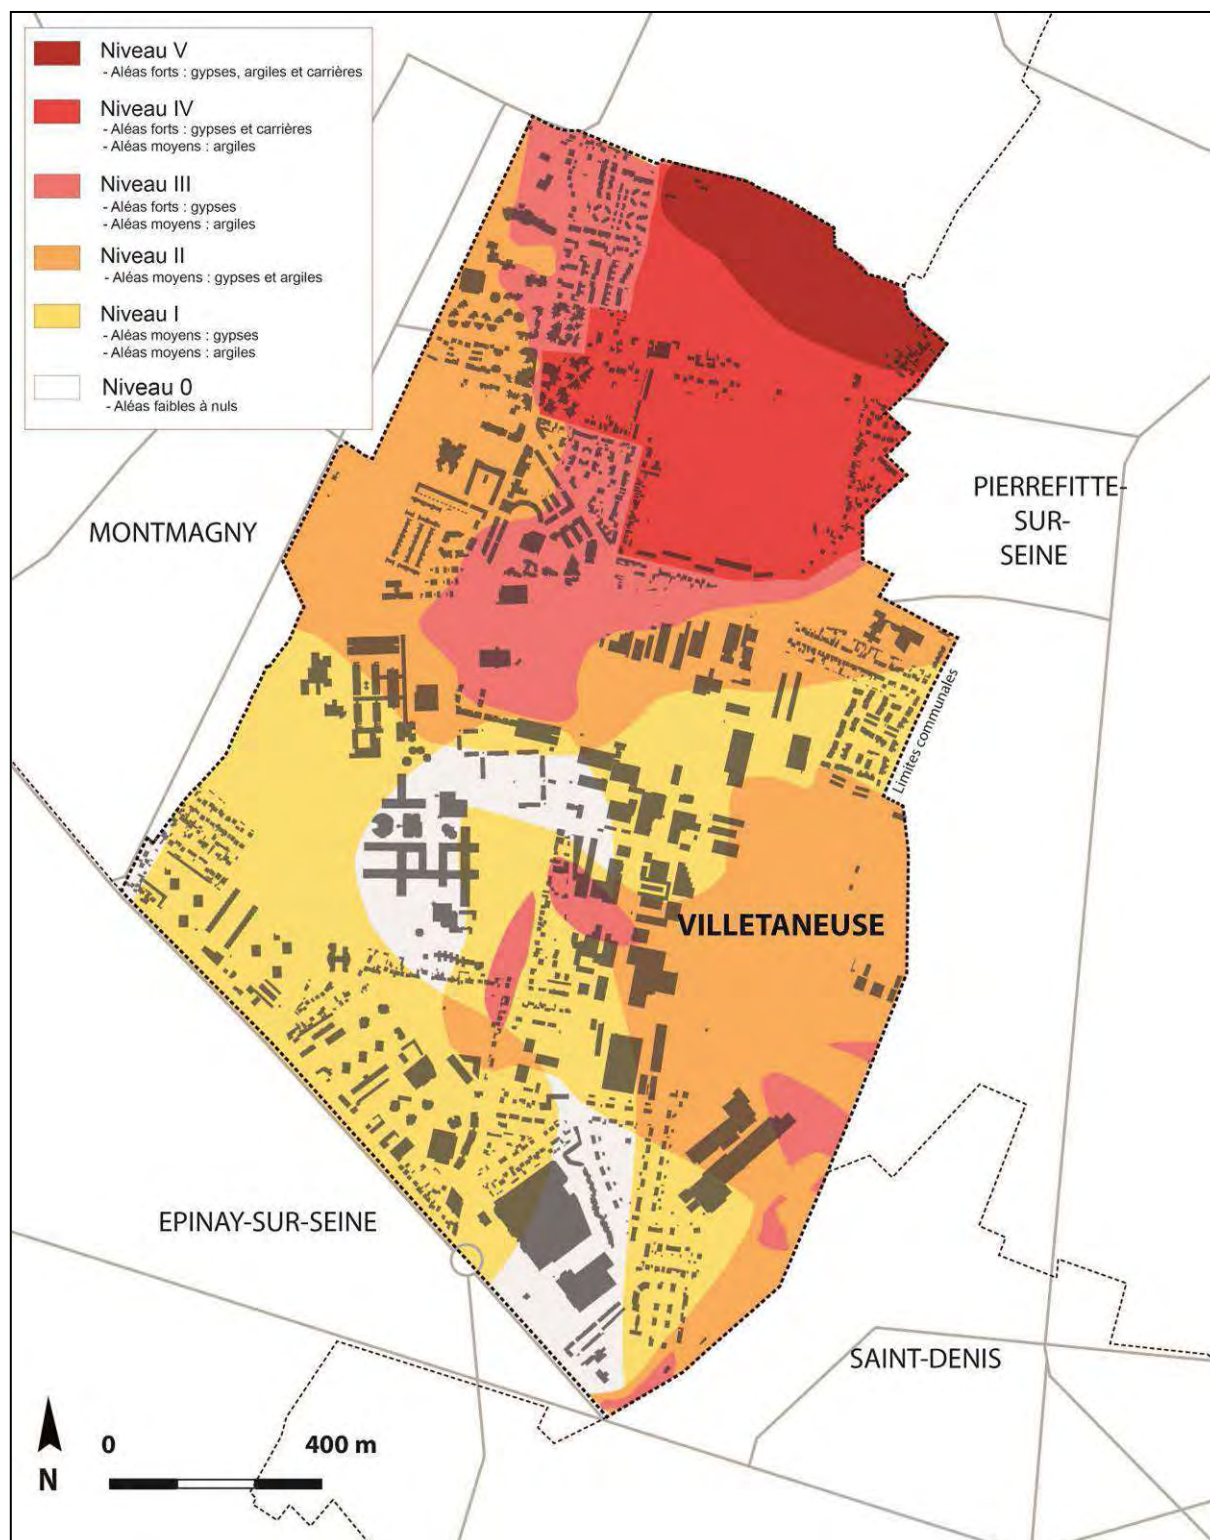 Niveau V
- Aléas forts : gypses, argiles et carrières
Niveau IV
- Aléas forts : gypses et carrières
- Aléas moyens : argiles
Niveau III
- Aléas forts : gypses
- Aléas moyens : argiles
Niveau II
- Aléas moyens : gypses et argiles
Niveau I
- Aléas moyens : gypses
- Aléas moyens : argiles
Niveau 0
- Aléas faibles à nuls
MONTMAGNY
PIERREFITTE-
SUR-
SEINE
Limites communales
VILLETANEUSE
EPINAY-SUR-SEINE
SAINT-DENIS
0
400 m
N